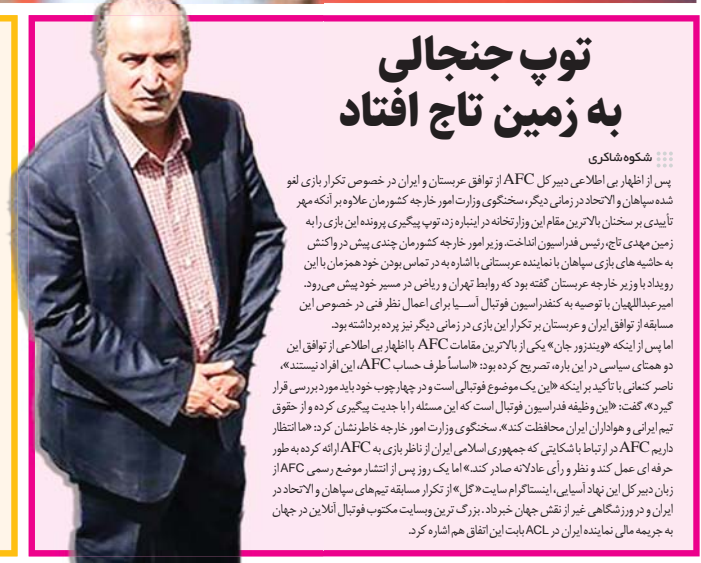 توپ جنجالی
به زمین تاج افتاد
شکوه شاکری
پس از اظهار بی اطلاعی دبیر کل AFC از توافق عربستان و ایران در خصوص تکرار بازی لغو
شده سپاهان و الاتحاد در زمانی دیگر، سخنگوی وزارت امور خارجه کشورمان علاوه بر آنکه مهر
تأییدی بر سخنان بالاترین مقام این وزارتخانه در اینباره زد، توپ پیگیری پرونده این بازی را به
زمین مهدی تاج، رئیس فدراسیون انداخت. وزیر امور خارجه کشورمان چندی پیش در واکنش
به حاشیه های بازی سپاهان با نماینده عربستانی با اشاره به در تماس بودن خود همزمان با این
رویداد با وزیر خارجه عربستان گفته بود که روابط تهران و ریاض در مسیر خود پیش می‌رود.
امیرعبداللهیان با توصیه به کنفدراسیون فوتبال آسـیا برای اعمال نظر فنی در خصوص این
مسابقه از توافق ایران و عربستان بر تکرار این بازی در زمانی دیگر نیز پرده برداشته بود.
اما پس از اینکه «ویندزور جان» یکی از بالاترین مقامات AFC با اظهار بی اطلاعی از توافق این
دو همتای سیاسی در این باره، تصریح کرده بود: «اساساً طرف حساب AFC، این افراد نیستند»،
ناصر کنعانی با تأکید بر اینکه «این یک موضوع فوتبالی است و در چهارچوب خود باید مورد بررسی قرار
گیرد»، گفت: «این وظیفه فدراسیون فوتبال است که این مسئله را با جدیت پیگیری کرده و از حقوق
تیم ایرانی و هواداران ایران محافظت کند». سخنگوی وزارت امور خارجه خاطرنشان کرد: «ما انتظار
داریم AFC در ارتباط با شکایتی که جمهوری اسلامی ایران از ناظر بازی به AFC ارائه کرده به طور
حرفه ای عمل کند و نظر و رأی عادلانه صادر کند.» اما یک روز پس از انتشار موضع رسمی AFC از
زبان دبیر کل این نهاد آسیایی، اینستاگرام سایت «گل» از تکرار مسابقه تیم‌های سپاهان و الاتحاد در
ایران و در ورزشگاهی غیر از نقش جهان خبر داد. بزرگ ترین وبسایت مکتوب فوتبال آنلاین در جهان
به جریمه مالی نماینده ایران در ACL بابت این اتفاق هم اشاره کرد.